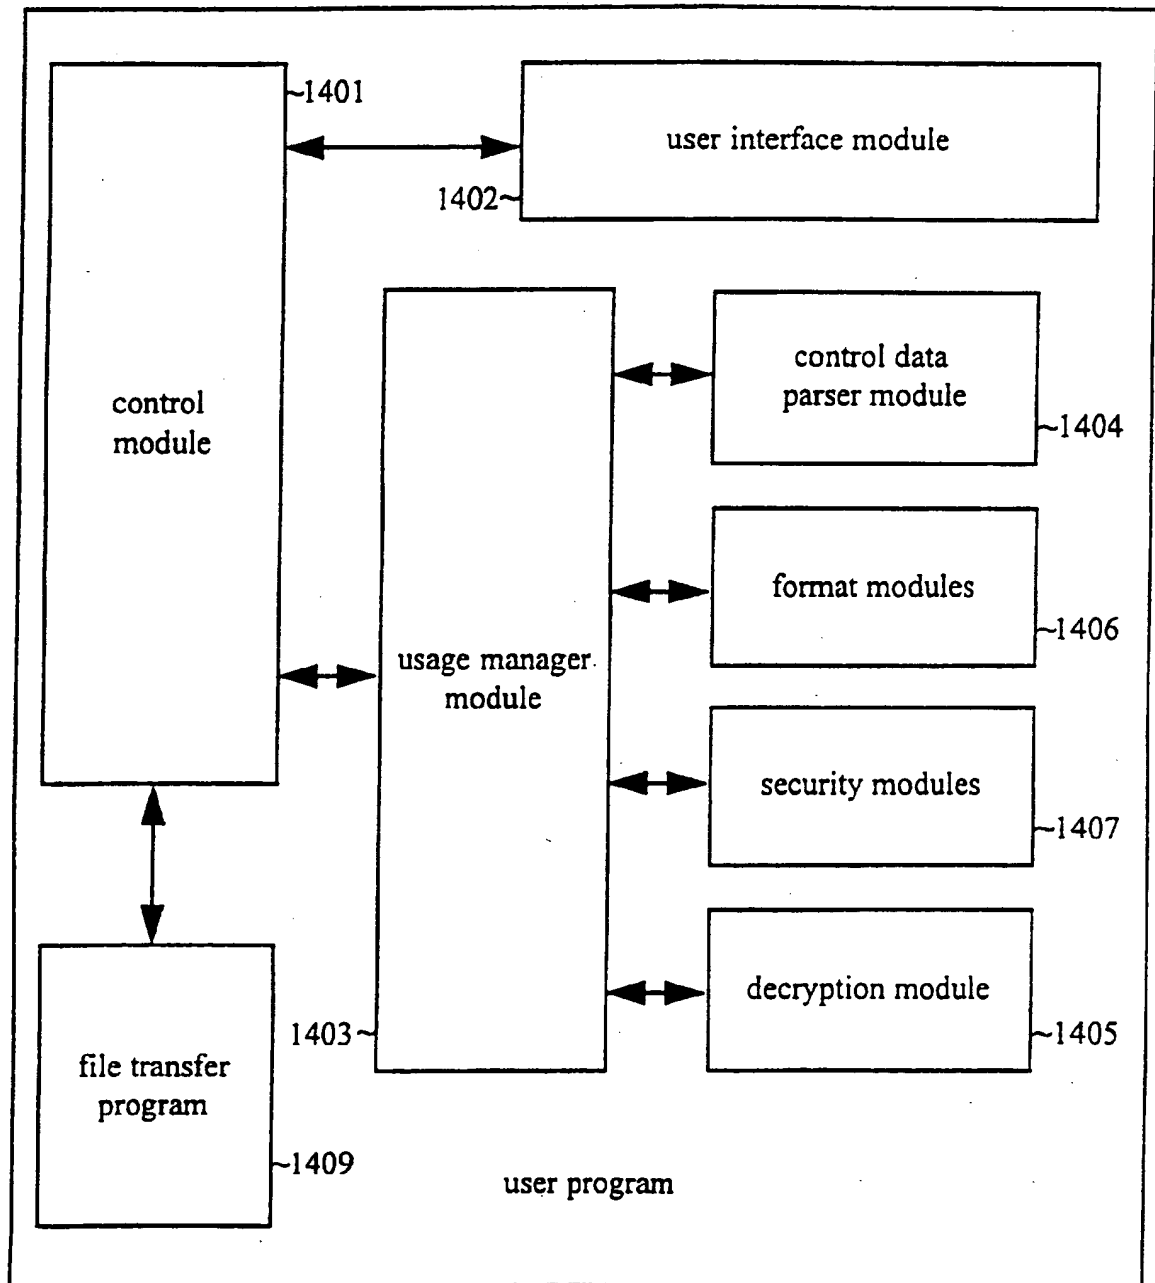 1401
user interface module
1402
control data
parser module
1404
control
module
format modules
1406
usage manager
module
security modules
1407
decryption module
1405
1403
file transfer
program
1409
user program